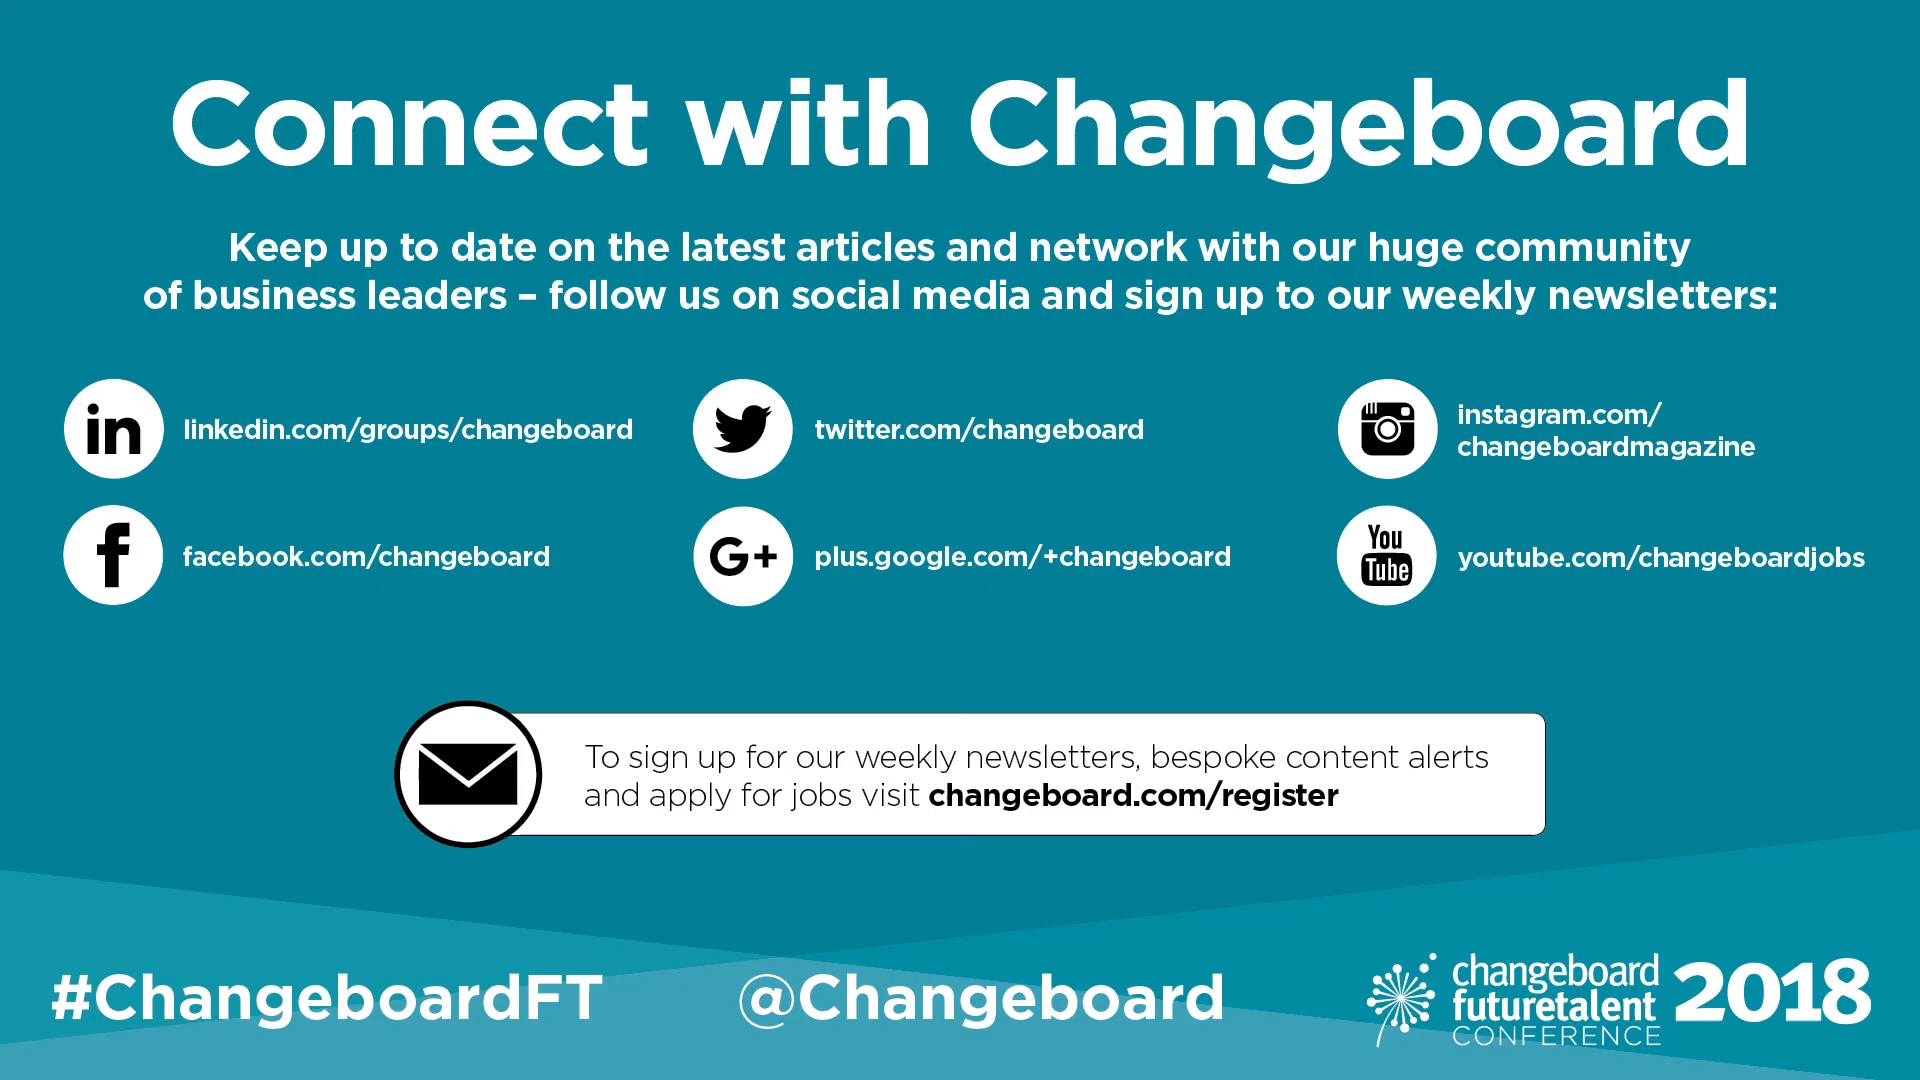 Connect with Changeboard
Keep up to date on the latest articles and network with our huge community
of business leaders – follow us on social media and sign up to our weekly newsletters:
in linkedin.com/groups/changeboard
twitter.com/changeboard
instagram.com/
changeboardmagazine
f facebook.com/changeboard
G+ plus.google.com/+changeboard
You
Tube
youtube.com/changeboardjobs
To sign up for our weekly newsletters, bespoke content alerts
and apply for jobs visit changeboard.com/register
#ChangeboardFT
@Changeboard
changeboard
futuretalent
CONFERENCE
2018